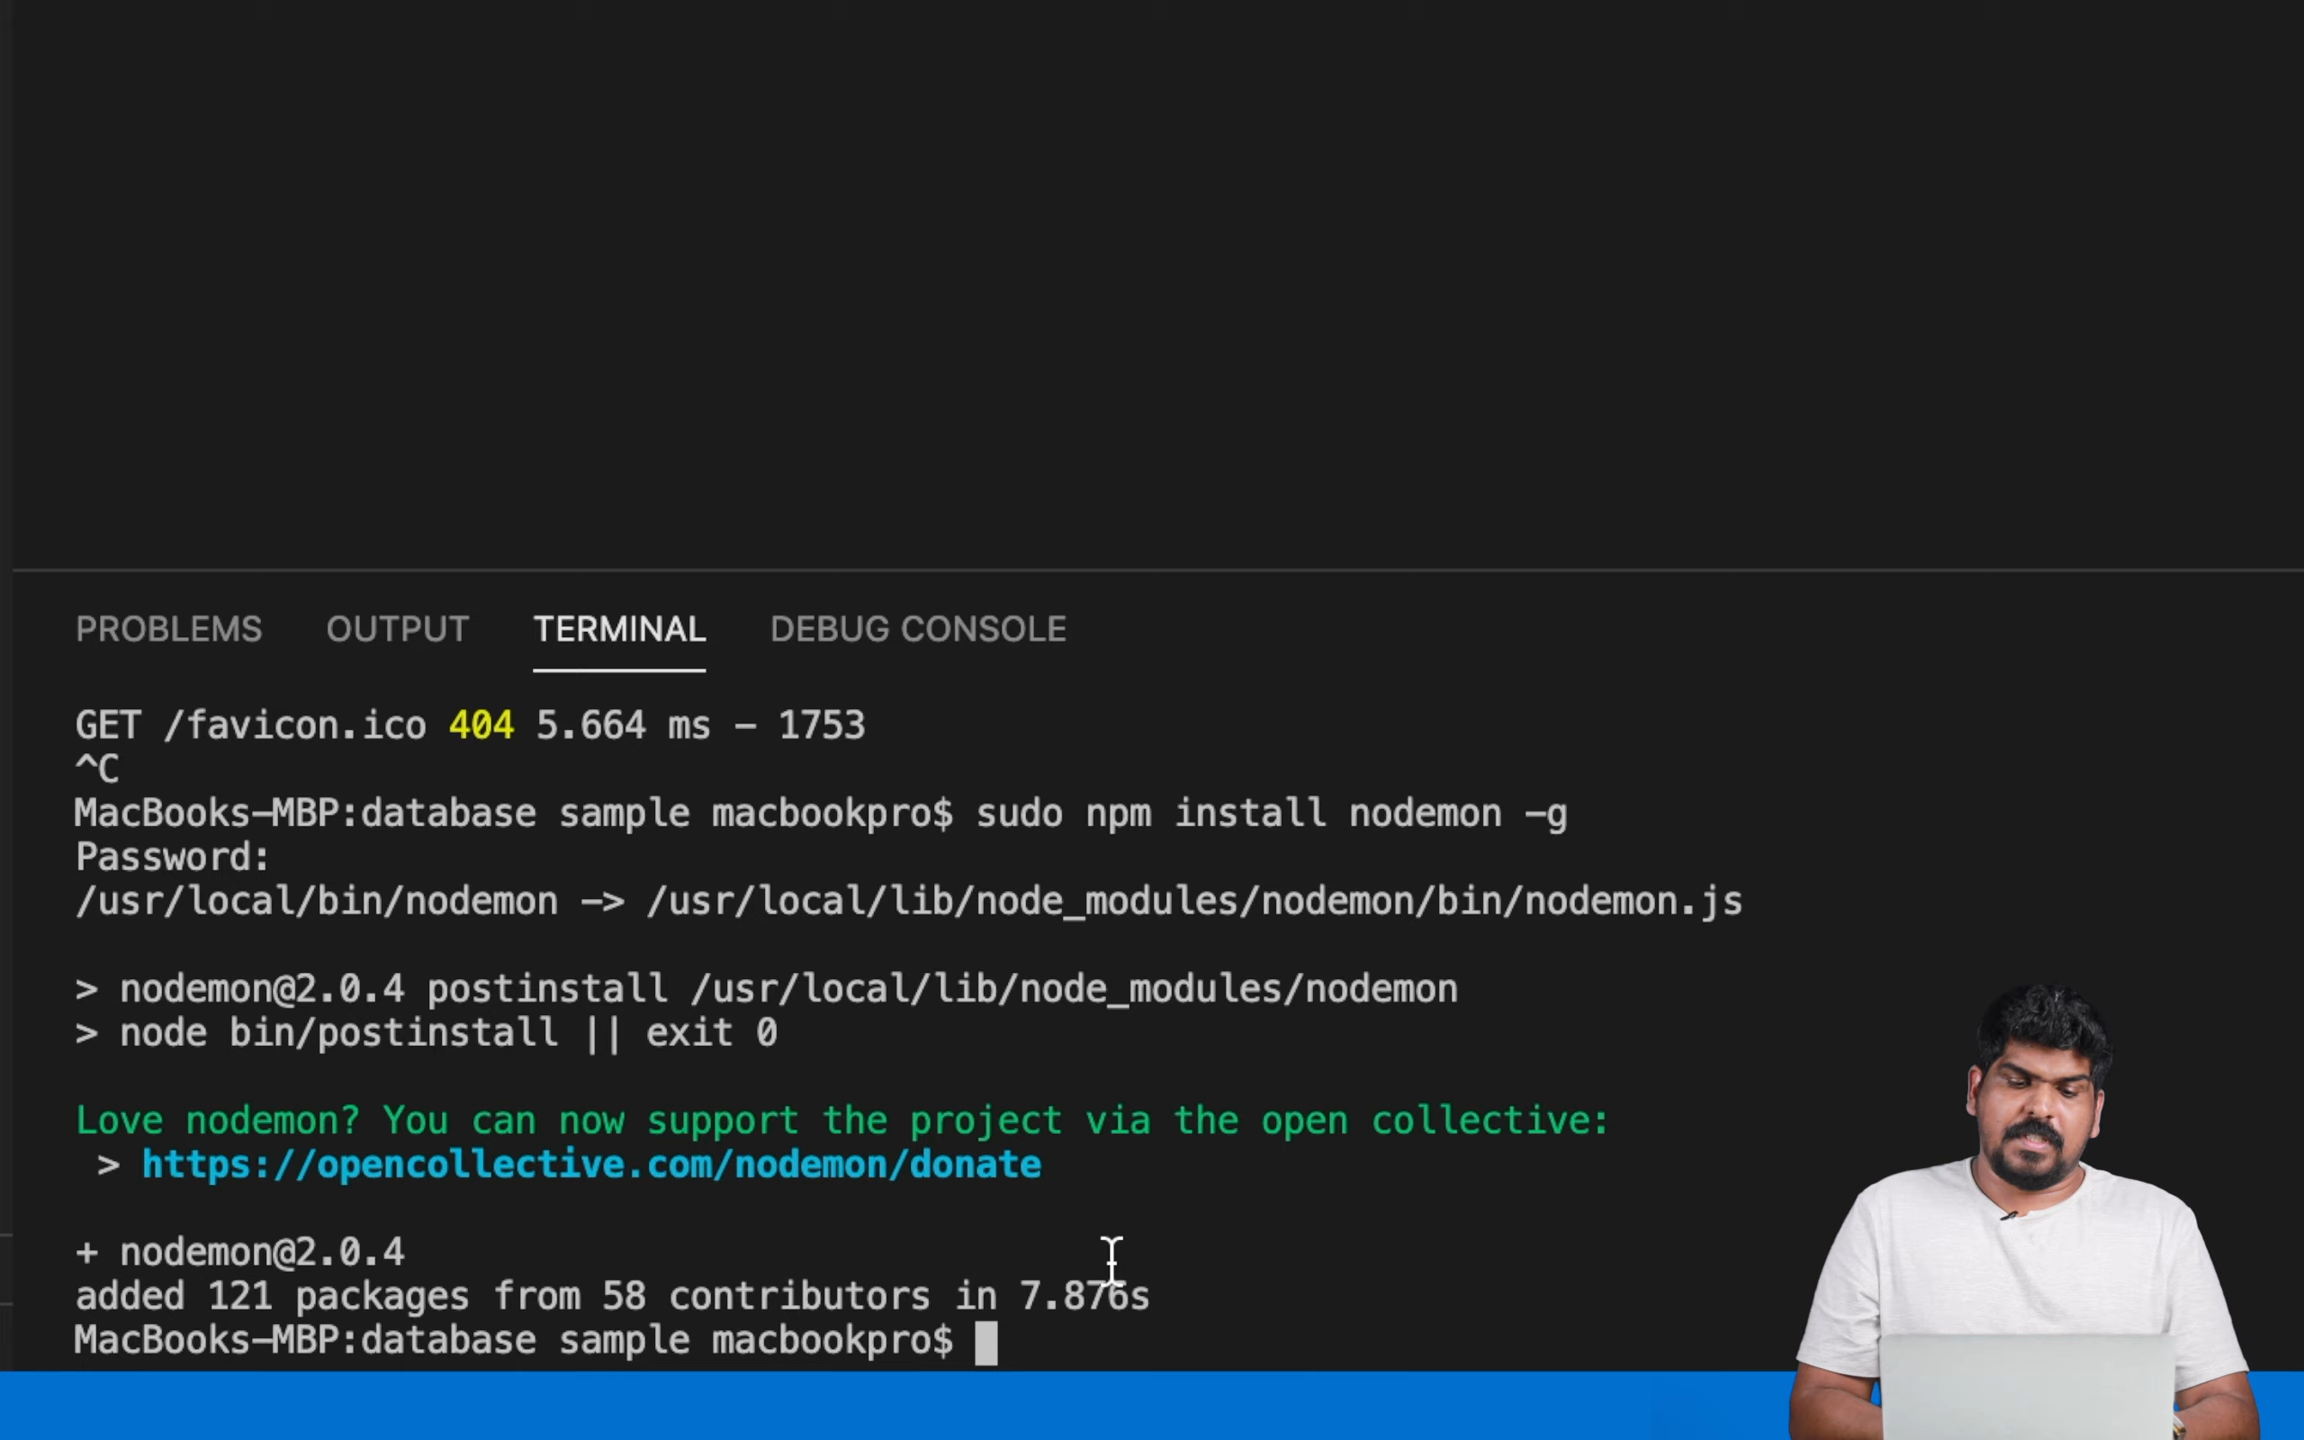 PROBLEMS OUTPUT TERMINAL DEBUG CONSOLE
GET /favicon.ico 404 5.664 ms - 1753
^C
MacBooks-MBP:database sample macbookpro$ sudo npm install nodemon -g
Password:
/usr/local/bin/nodemon -> /usr/local/lib/node_modules/nodemon/bin/nodemon.js
> nodemon@2.0.4 postinstall /usr/local/lib/node_modules/nodemon
> node bin/postinstall || exit 0
Love nodemon? You can now support the project via the open collective:
> https://opencollective.com/nodemon/donate
+ nodemon@2.0.4
added 121 packages from 58 contributors in 7.876s
MacBooks-MBP:database sample macbookpro$